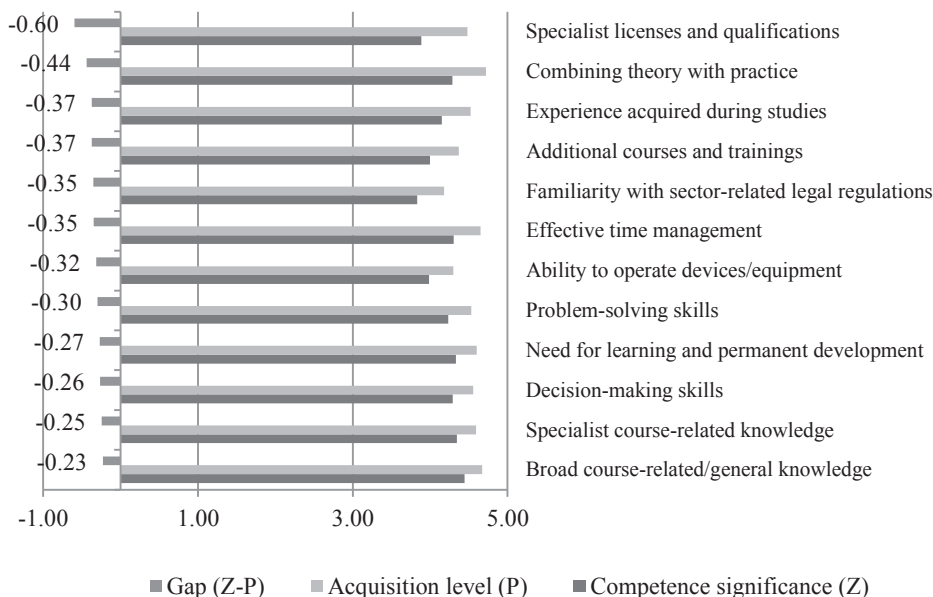 -0.60 Specialist licenses and qualifications
-0.44 Combining theory with practice
-0.37 Experience acquired during studies
-0.37 Additional courses and trainings
-0.35 Familiarity with sector-related legal regulations
-0.35 Effective time management
-0.32 Ability to operate devices/equipment
-0.30 Problem-solving skills
-0.27 Need for learning and permanent development
-0.26 Decision-making skills
-0.25 Specialist course-related knowledge
-0.23 Broad course-related/general knowledge
-1.00 1.00 3.00 5.00
Gap (Z-P) Acquisition level (P) Competence significance (Z)